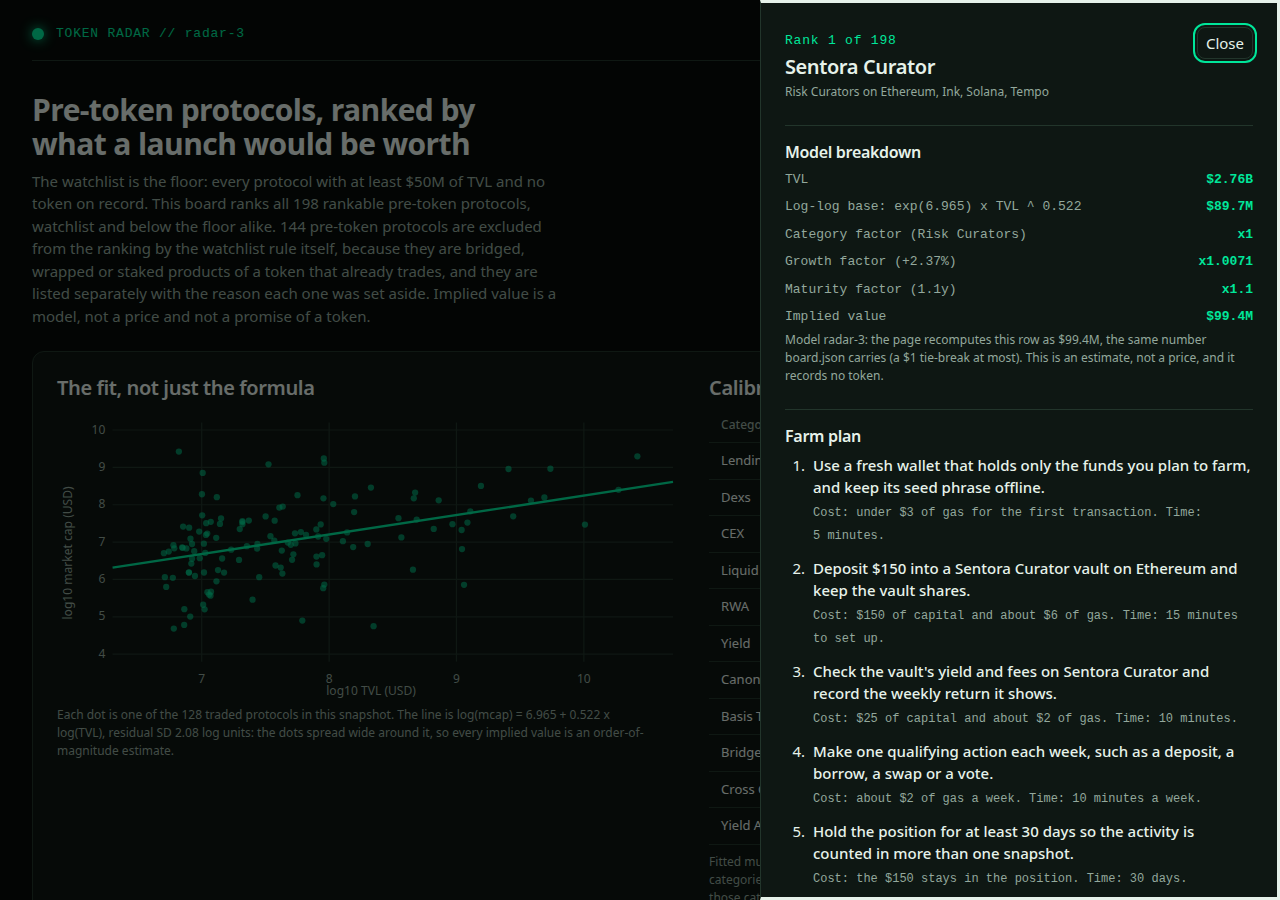 TOKEN RADAR // radar-3
Pre-token protocols, ranked by
what a launch would be worth
The watchlist is the floor: every protocol with at least $50M of TVL and no
token on record. This board ranks all 198 rankable pre-token protocols,
watchlist and below the floor alike. 144 pre-token protocols are excluded
from the ranking by the watchlist rule itself, because they are bridged,
wrapped or staked products of a token that already trades, and they are
listed separately with the reason each one was set aside. Implied value is a
model, not a price and not a promise of a token.
The fit, not just the formula
10
9
8
7
6
5
4
log10 market cap (USD)
7
8
9
10
log10 TVL (USD)
Each dot is one of the 128 traded protocols in this snapshot. The line is log(mcap) = 6.965 + 0.522 x
log(TVL), residual SD 2.08 log units: the dots spread wide around it, so every implied value is an order-of-
magnitude estimate.
Calibr
Catego
Lendin
Dexs
CEX
Liquid
RWA
Yield
Canon
Basis T
Bridge
Cross
Yield A
Fitted mu
categorie
those cat
Rank 1 of 198
Close
Sentora Curator
Risk Curators on Ethereum, Ink, Solana, Tempo
Model breakdown
TVL $2.76B
Log-log base: exp(6.965) x TVL ^ 0.522 $89.7M
Category factor (Risk Curators) x1
Growth factor (+2.37%) x1.0071
Maturity factor (1.1y) x1.1
Implied value $99.4M
Model radar-3: the page recomputes this row as $99.4M, the same number
board.json carries (a $1 tie-break at most). This is an estimate, not a price, and it
records no token.
Farm plan
1. Use a fresh wallet that holds only the funds you plan to farm,
and keep its seed phrase offline.
Cost: under $3 of gas for the first transaction. Time:
5 minutes.
2. Deposit $150 into a Sentora Curator vault on Ethereum and
keep the vault shares.
Cost: $150 of capital and about $6 of gas. Time: 15 minutes
to set up.
3. Check the vault's yield and fees on Sentora Curator and
record the weekly return it shows.
Cost: $25 of capital and about $2 of gas. Time: 10 minutes.
4. Make one qualifying action each week, such as a deposit, a
borrow, a swap or a vote.
Cost: about $2 of gas a week. Time: 10 minutes a week.
5. Hold the position for at least 30 days so the activity is
counted in more than one snapshot.
Cost: the $150 stays in the position. Time: 30 days.